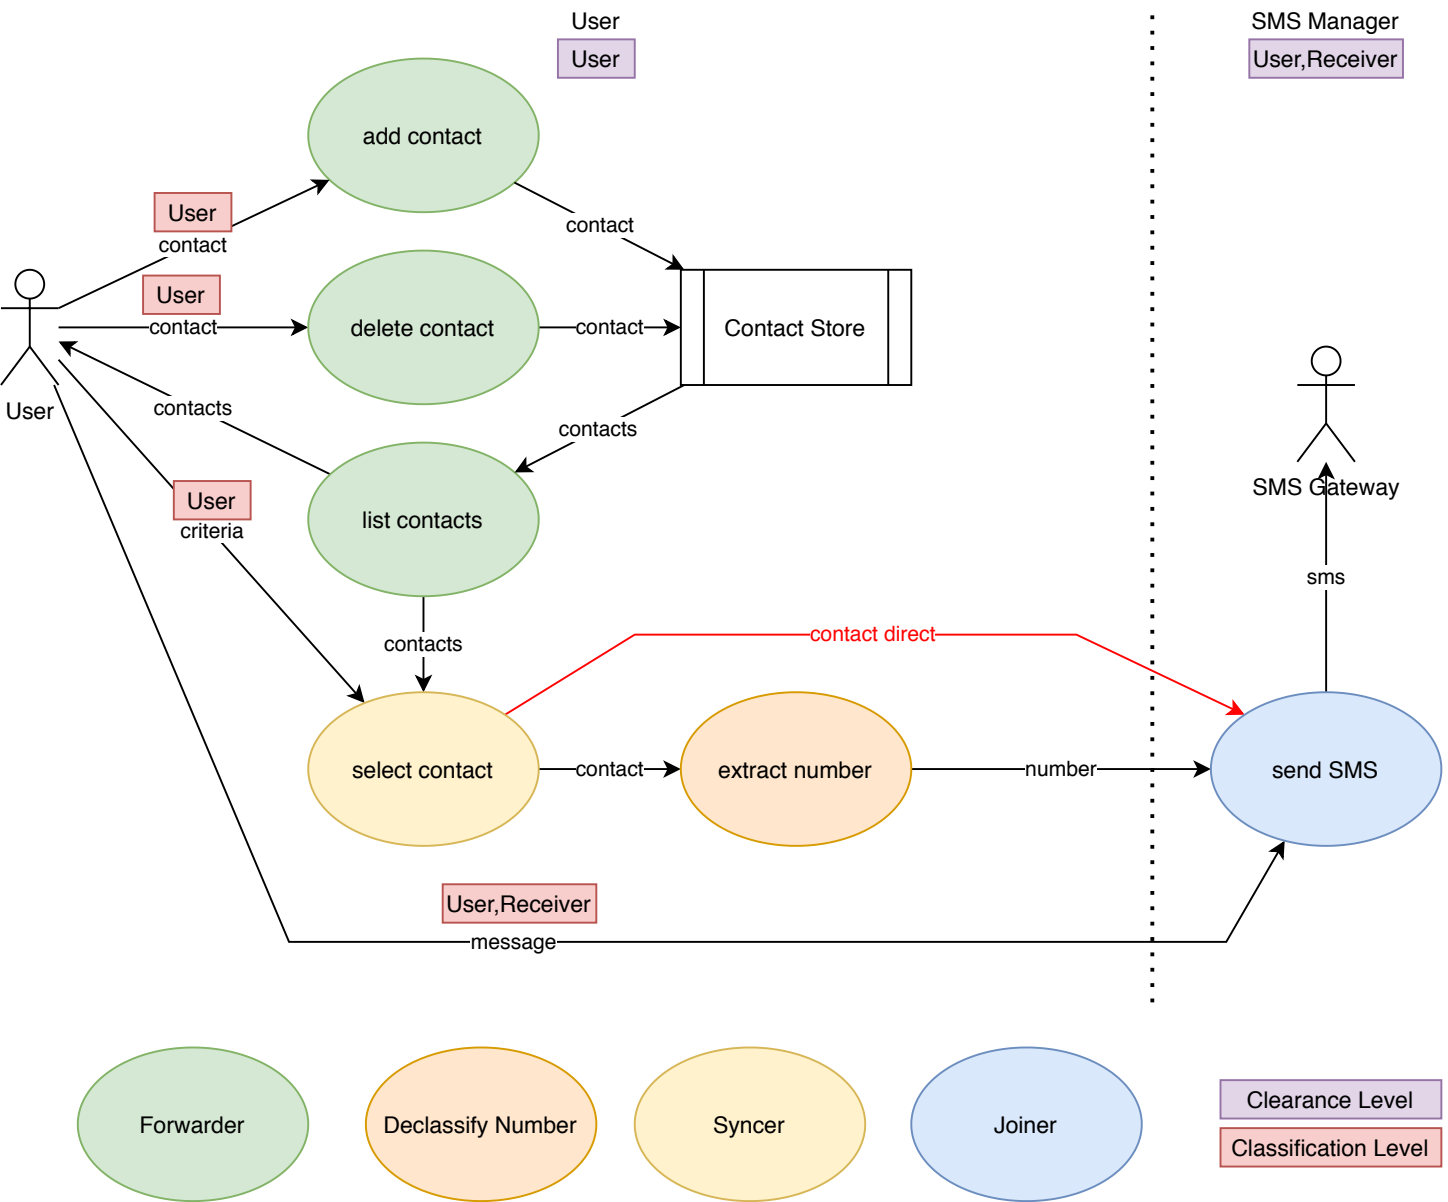 User
User
SMS Manager
User,Receiver
add contact
User
contact
contact
User
contact
delete contact
contact
Contact Store
User
contacts
contacts
User
criteria
list contacts
SMS Gateway
sms
contacts
contact direct
select contact
contact
extract number
number
send SMS
User,Receiver
message
Forwarder
Declassify Number
Syncer
Joiner
Clearance Level
Classification Level